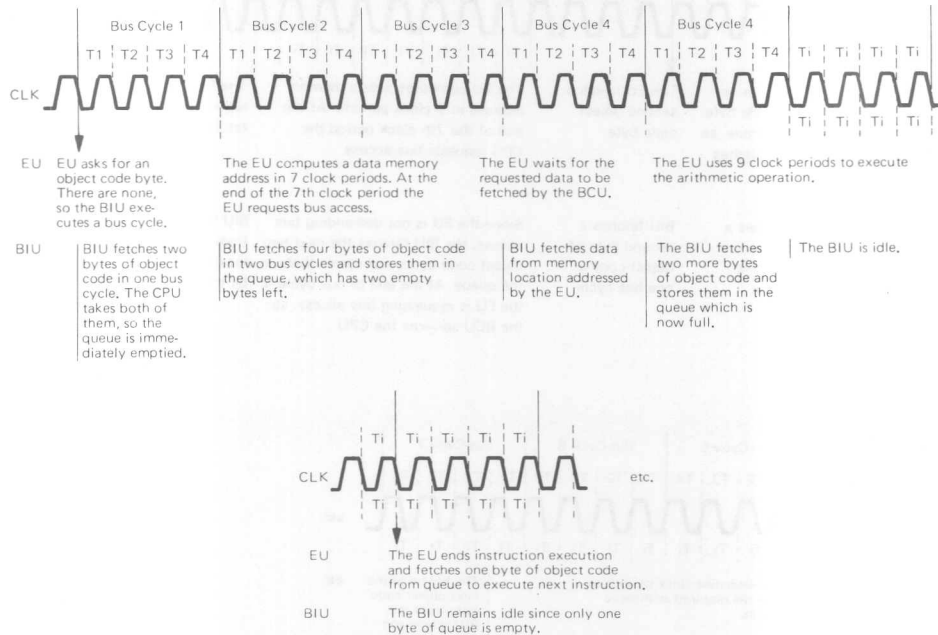 Bus Cycle 1 Bus Cycle 2 Bus Cycle 3 Bus Cycle 4 Bus Cycle 4
T1 T2 T3 T4 T1 T2 T3 T4 T1 T2 T3 T4 T1 T2 T3 T4 T1 T2 T3 T4 Ti Ti Ti Ti
CLK
Ti Ti Ti Ti
EU
EU asks for an
object code byte.
There are none,
so the BIU exe-
cutes a bus cycle.
The EU computes a data memory
address in 7 clock periods. At the
end of the 7th clock period the
EU requests bus access.
The EU waits for the
requested data to be
fetched by the BCU.
The EU uses 9 clock periods to execute
the arithmetic operation.
BIU
BIU fetches two
bytes of object
code in one bus
cycle. The CPU
takes both of
them, so the
queue is imme-
diately emptied.
BIU fetches four bytes of object code
in two bus cycles and stores them in
the queue, which has two empty
bytes left.
BIU fetches data
from memory
location addressed
by the EU.
The BIU fetches
two more bytes
of object code and
stores them in the
queue which is
now full.
The BIU is idle.
Ti Ti Ti Ti Ti
CLK etc.
Ti Ti Ti Ti Ti
EU
The EU ends instruction execution
and fetches one byte of object code
from queue to execute next instruction.
BIU
The BIU remains idle since only one
byte of queue is empty.